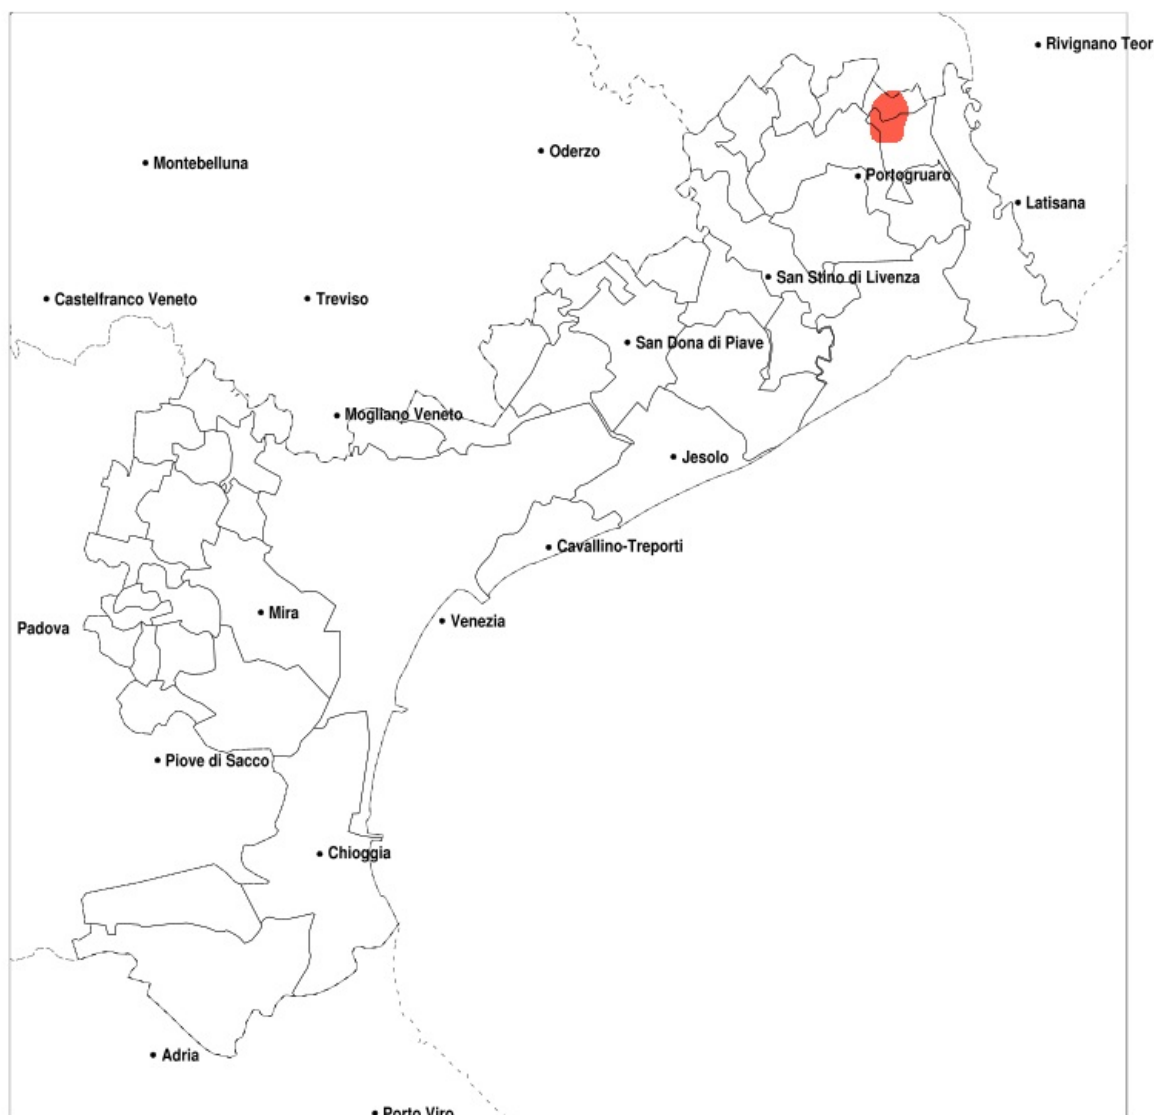 Rivignano Teor
Oderzo
Montebelluna
Portogruaro
Latisana
San Stino di Livenza
Castelfranco Veneto
Treviso
San Dona di Piave
Mogliano Veneto
Jesolo
Cavallino-Treporti
Mira
Venezia
Padova
Piove di Sacco
Chioggia
Adria
Porto Viro